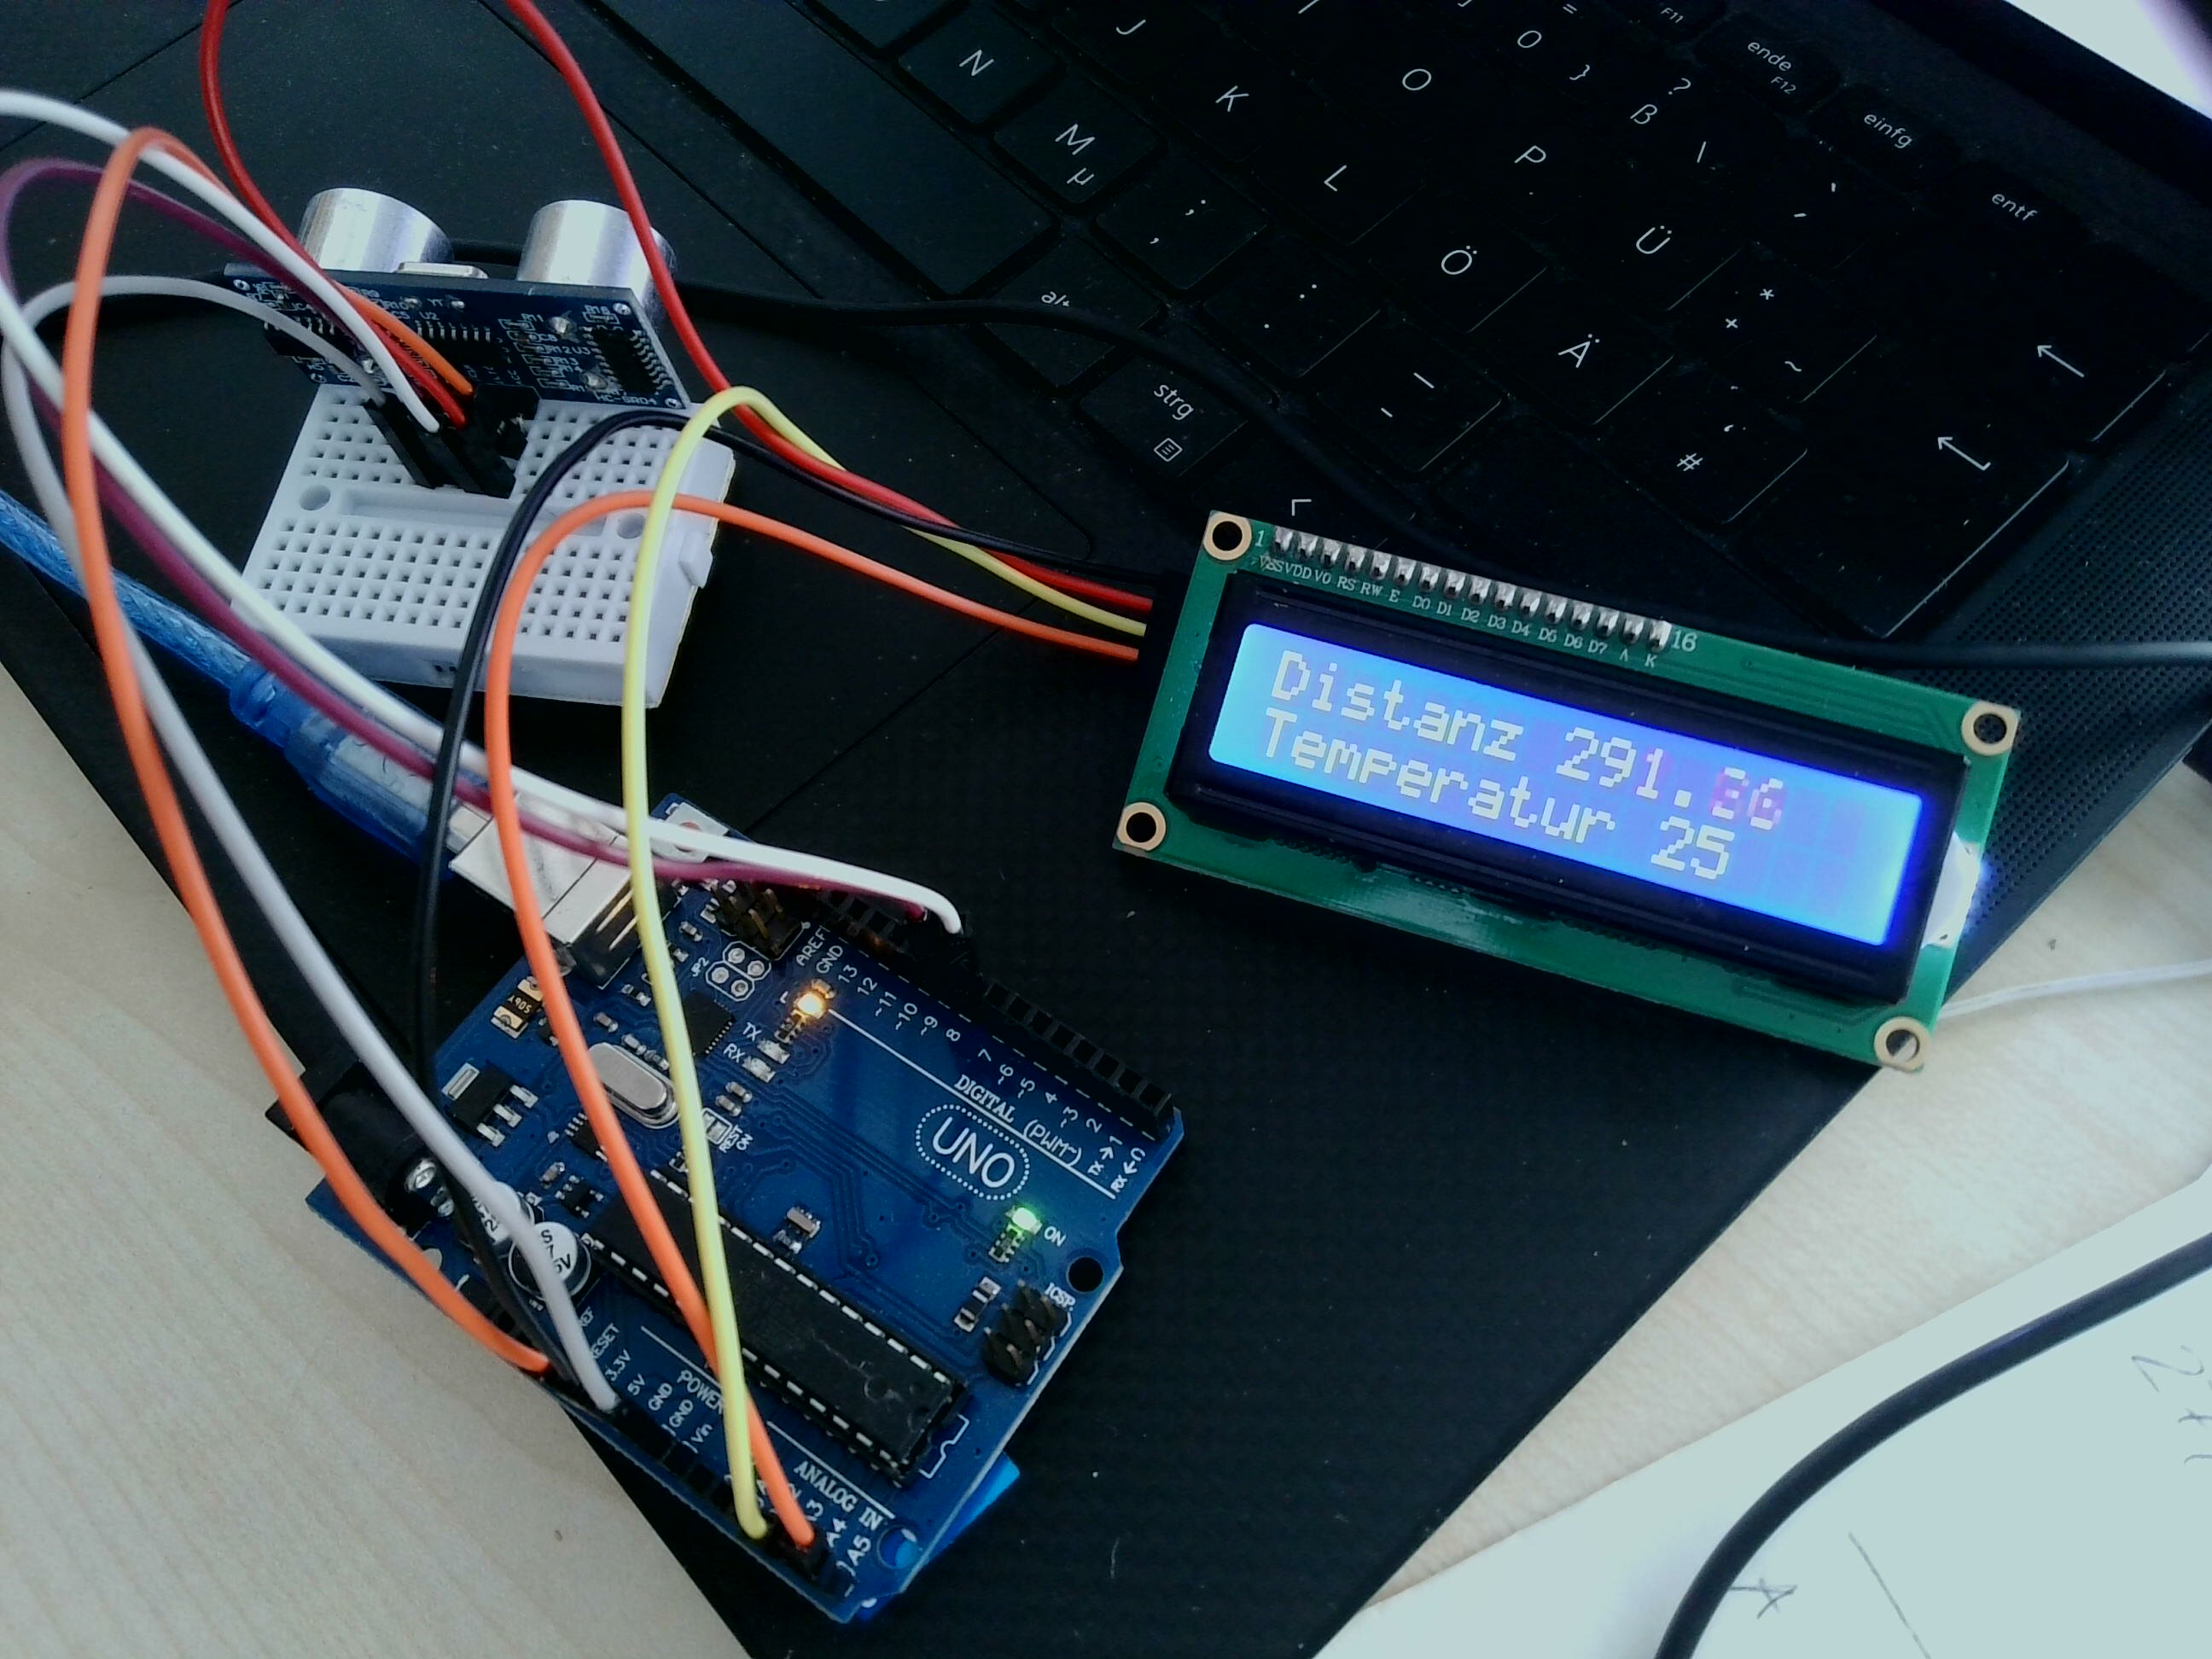 Distanz 291.
Temperatur 25
1
VSS VDD V0 RS RW E D0 D1 D2 D3 D4 D5 D6 D7 A K
16
N
J
K
M
µ
L
O
P
Ö
Ä
Ü
0
}
=
?
ß
\
;
,
:
.
-
*
+
~
#
'
F11
ende
F12
einfg
entf
alt
strg
HC-SR04
AREF
GND
13
12
~11
~10
~9
8
7
~6
~5
4
~3
2
TX→1
RX←0
DIGITAL (PWM~)
UNO
JP2
TX
RX
ON
ICSP
RESET
3.3V
5V
GND
GND
Vin
POWER
ANALOG IN
3
A4
A5